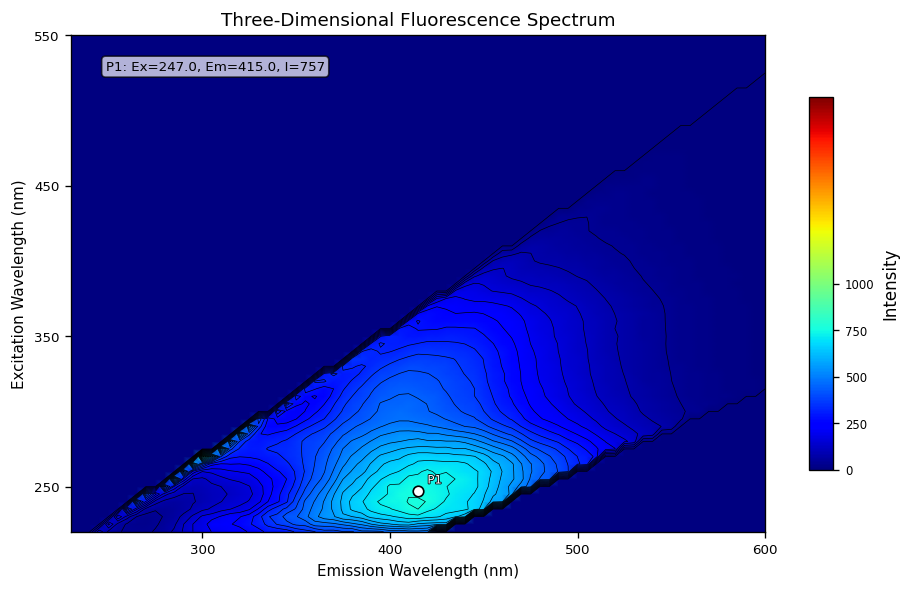 Three-Dimensional Fluorescence Spectrum
P1: Ex=247.0, Em=415.0, I=757
P1
Excitation Wavelength (nm)
550
450
350
250
300
400
500
600
Emission Wavelength (nm)
1000
750
500
250
0
Intensity